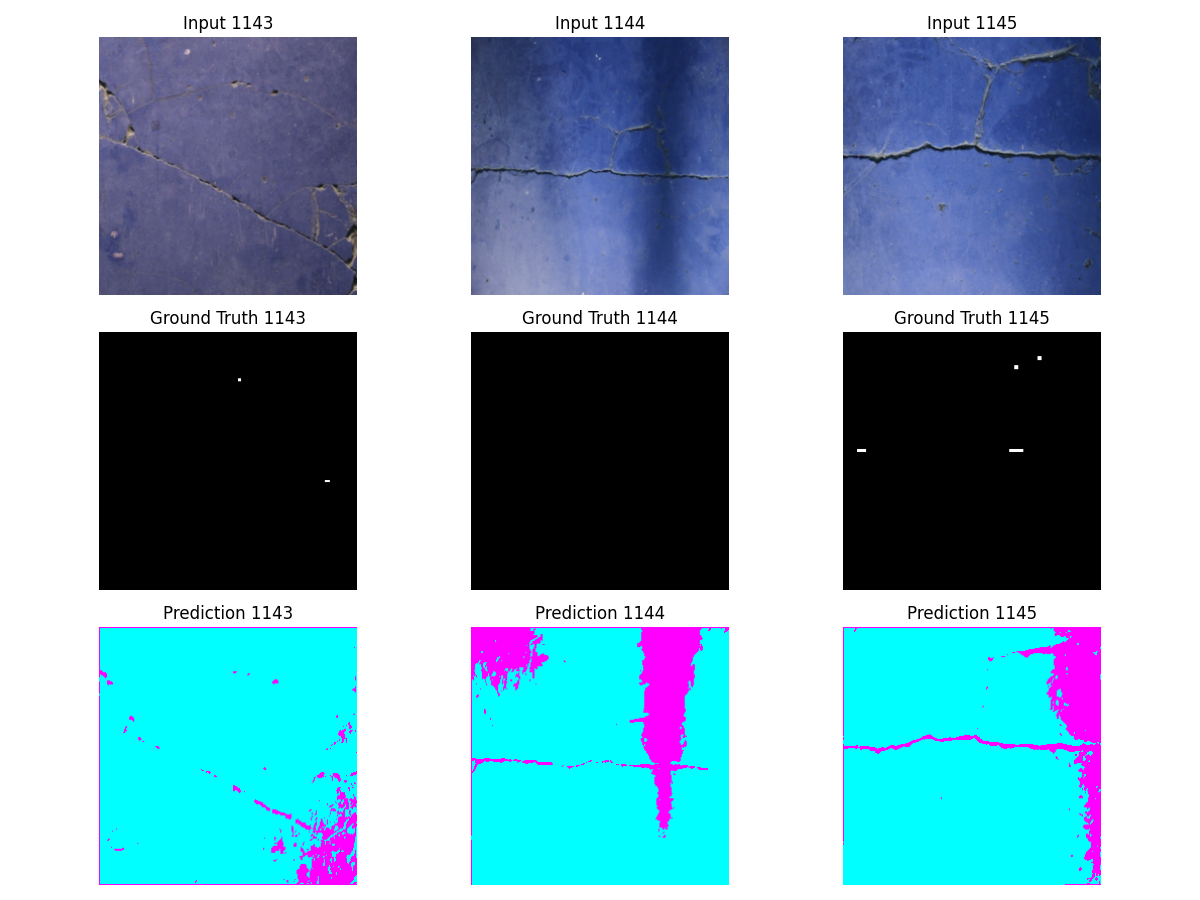 Input 1143
Input 1144
Input 1145
Ground Truth 1143
Ground Truth 1144
Ground Truth 1145
Prediction 1143
Prediction 1144
Prediction 1145